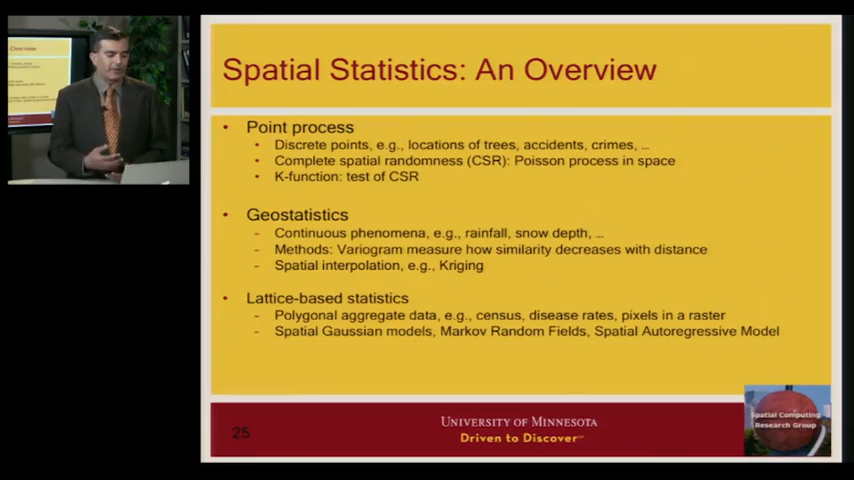 Overview
Spatial Statistics: An Overview
• Point process
• Discrete points, e.g., locations of trees, accidents, crimes, ...
• Complete spatial randomness (CSR): Poisson process in space
• K-function: test of CSR
• Geostatistics
- Continuous phenomena, e.g., rainfall, snow depth, ...
- Methods: Variogram measure how similarity decreases with distance
- Spatial interpolation, e.g., Kriging
• Lattice-based statistics
- Polygonal aggregate data, e.g., census, disease rates, pixels in a raster
- Spatial Gaussian models, Markov Random Fields, Spatial Autoregressive Model
25
UNIVERSITY OF MINNESOTA
Driven to Discover℠
Spatial Computing
Research Group